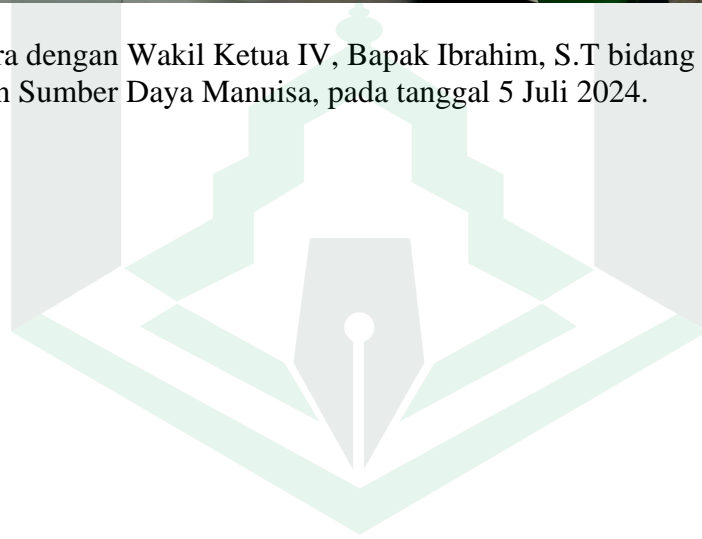 ra dengan Wakil Ketua IV, Bapak Ibrahim, S.T bidang
n Sumber Daya Manuisa, pada tanggal 5 Juli 2024.